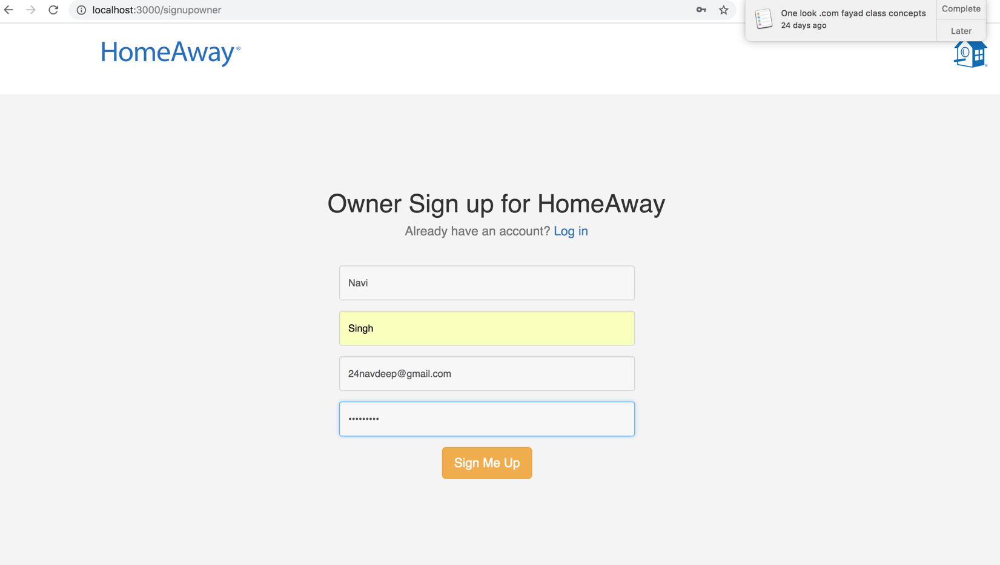 localhost:3000/signupowner
One look .com fayad class concepts
24 days ago
Complete
Later
HomeAway®
Owner Sign up for HomeAway
Already have an account? Log in
Navi
Singh
24navdeep@gmail.com
•••••••••
Sign Me Up